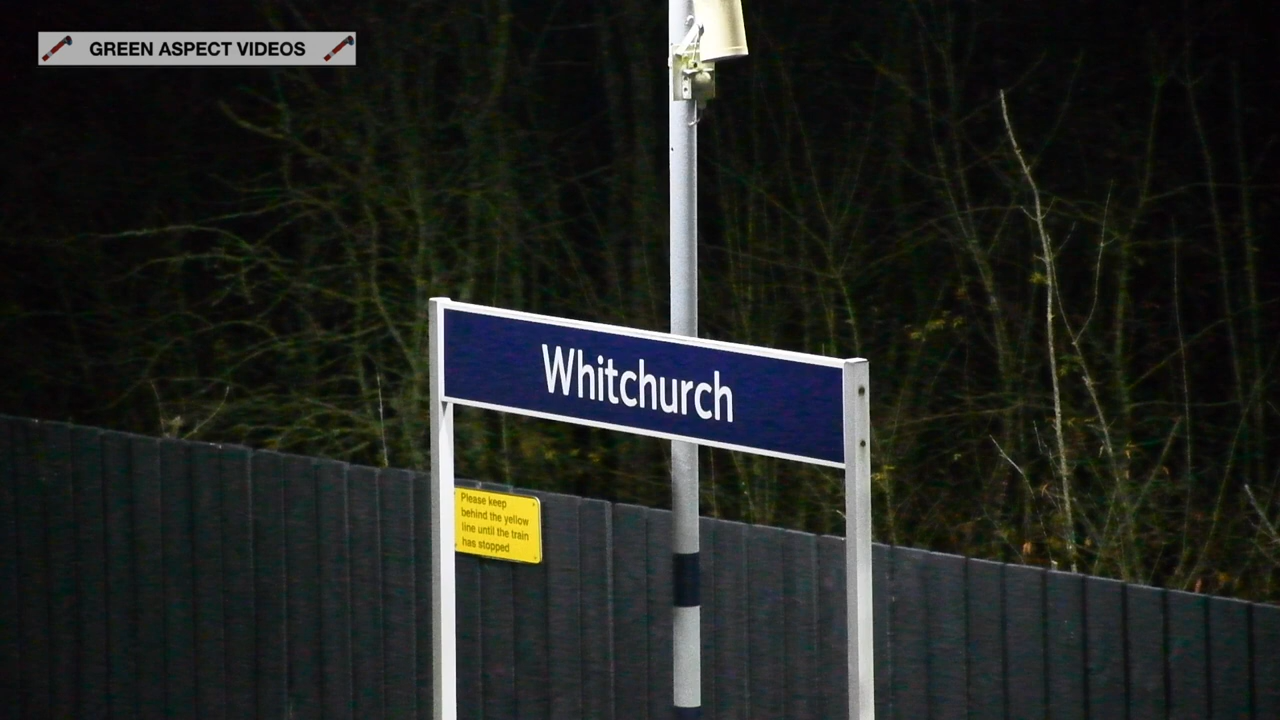 GREEN ASPECT VIDEOS
Whitchurch
Please keep
behind the yellow
line until the train
has stopped